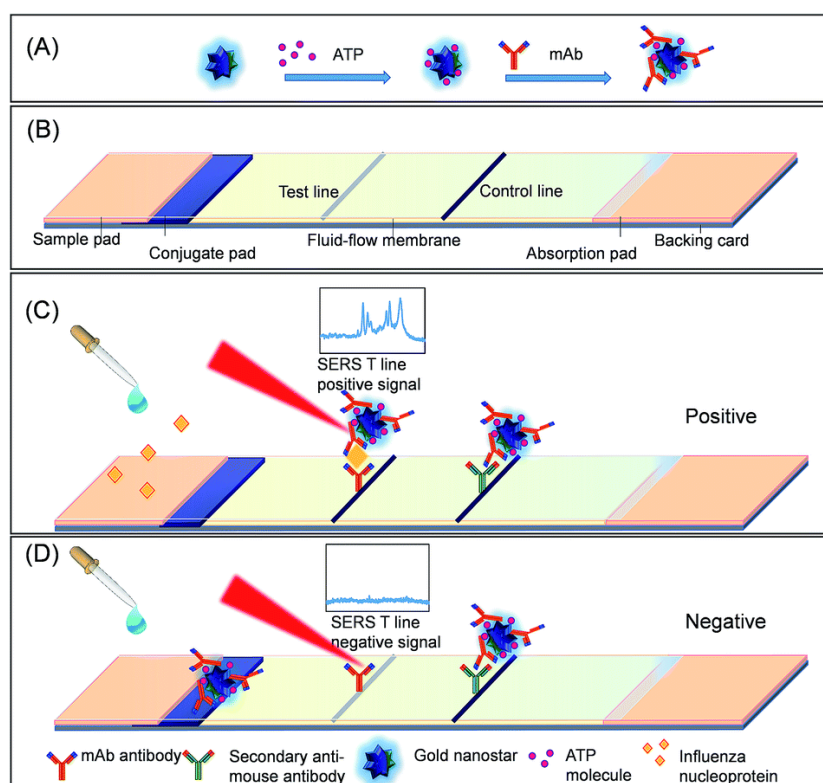 (A)
ATP
mAb
(B)
Test line
Control line
Sample pad
Conjugate pad
Fluid-flow membrane
Absorption pad
Backing card
(C)
SERS T line
positive signal
Positive
(D)
SERS T line
negative signal
Negative
mAb antibody
Secondary anti-
mouse antibody
Gold nanostar
ATP
molecule
Influenza
nucleoprotein